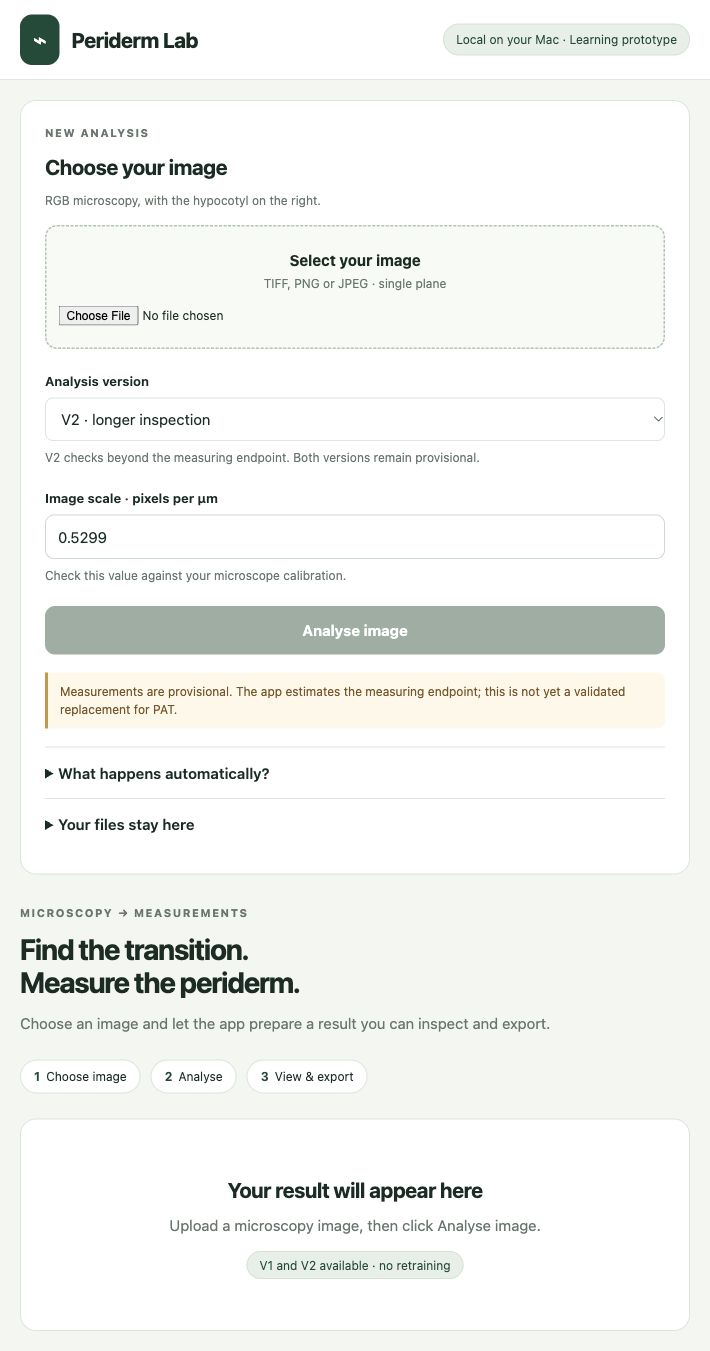 Periderm Lab
Local on your Mac · Learning prototype
NEW ANALYSIS
Choose your image
RGB microscopy, with the hypocotyl on the right.
Select your image
TIFF, PNG or JPEG · single plane
Choose File No file chosen
Analysis version
V2 · longer inspection
V2 checks beyond the measuring endpoint. Both versions remain provisional.
Image scale · pixels per µm
0.5299
Check this value against your microscope calibration.
Analyse image
Measurements are provisional. The app estimates the measuring endpoint; this is not yet a validated
replacement for PAT.
What happens automatically?
Your files stay here
MICROSCOPY → MEASUREMENTS
Find the transition.
Measure the periderm.
Choose an image and let the app prepare a result you can inspect and export.
1 Choose image
2 Analyse
3 View & export
Your result will appear here
Upload a microscopy image, then click Analyse image.
V1 and V2 available · no retraining